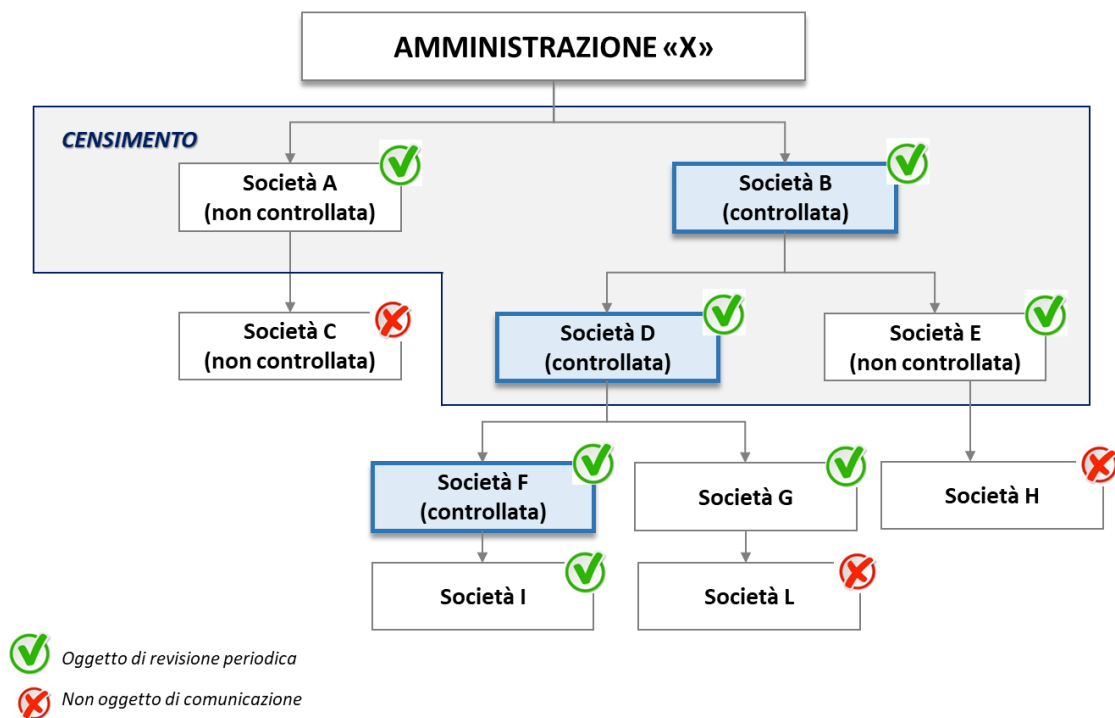 AMMINISTRAZIONE «X»
CENSIMENTO
Società A
(non controllata)
Società B
(controllata)
Società C
(non controllata)
Società D
(controllata)
Società E
(non controllata)
Società F
(controllata)
Società G
Società H
Società I
Società L
Oggetto di revisione periodica
Non oggetto di comunicazione